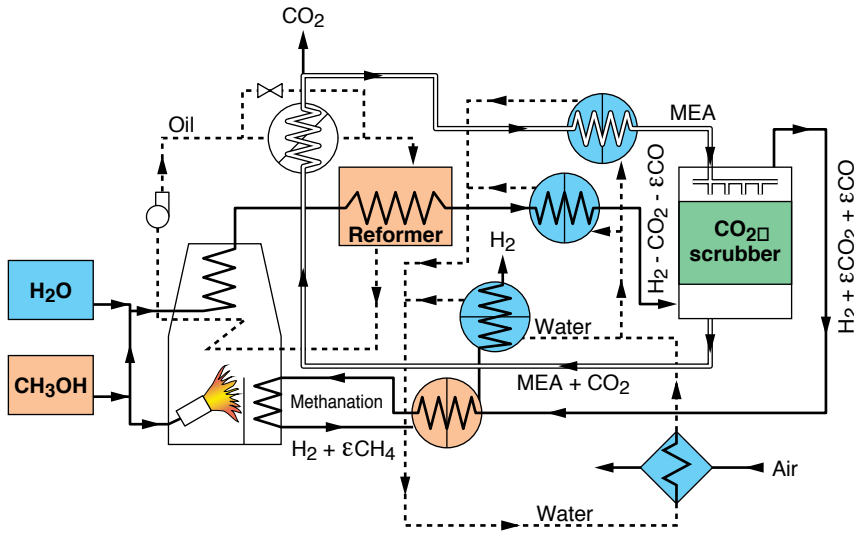 CO₂
Oil
MEA
Reformer
CO₂□
scrubber
H₂ - CO₂ - εCO
H₂ + εCO₂ + εCO
H₂
H₂O
Water
CH₃OH
MEA + CO₂
Methanation
H₂ + εCH₄
Air
Water